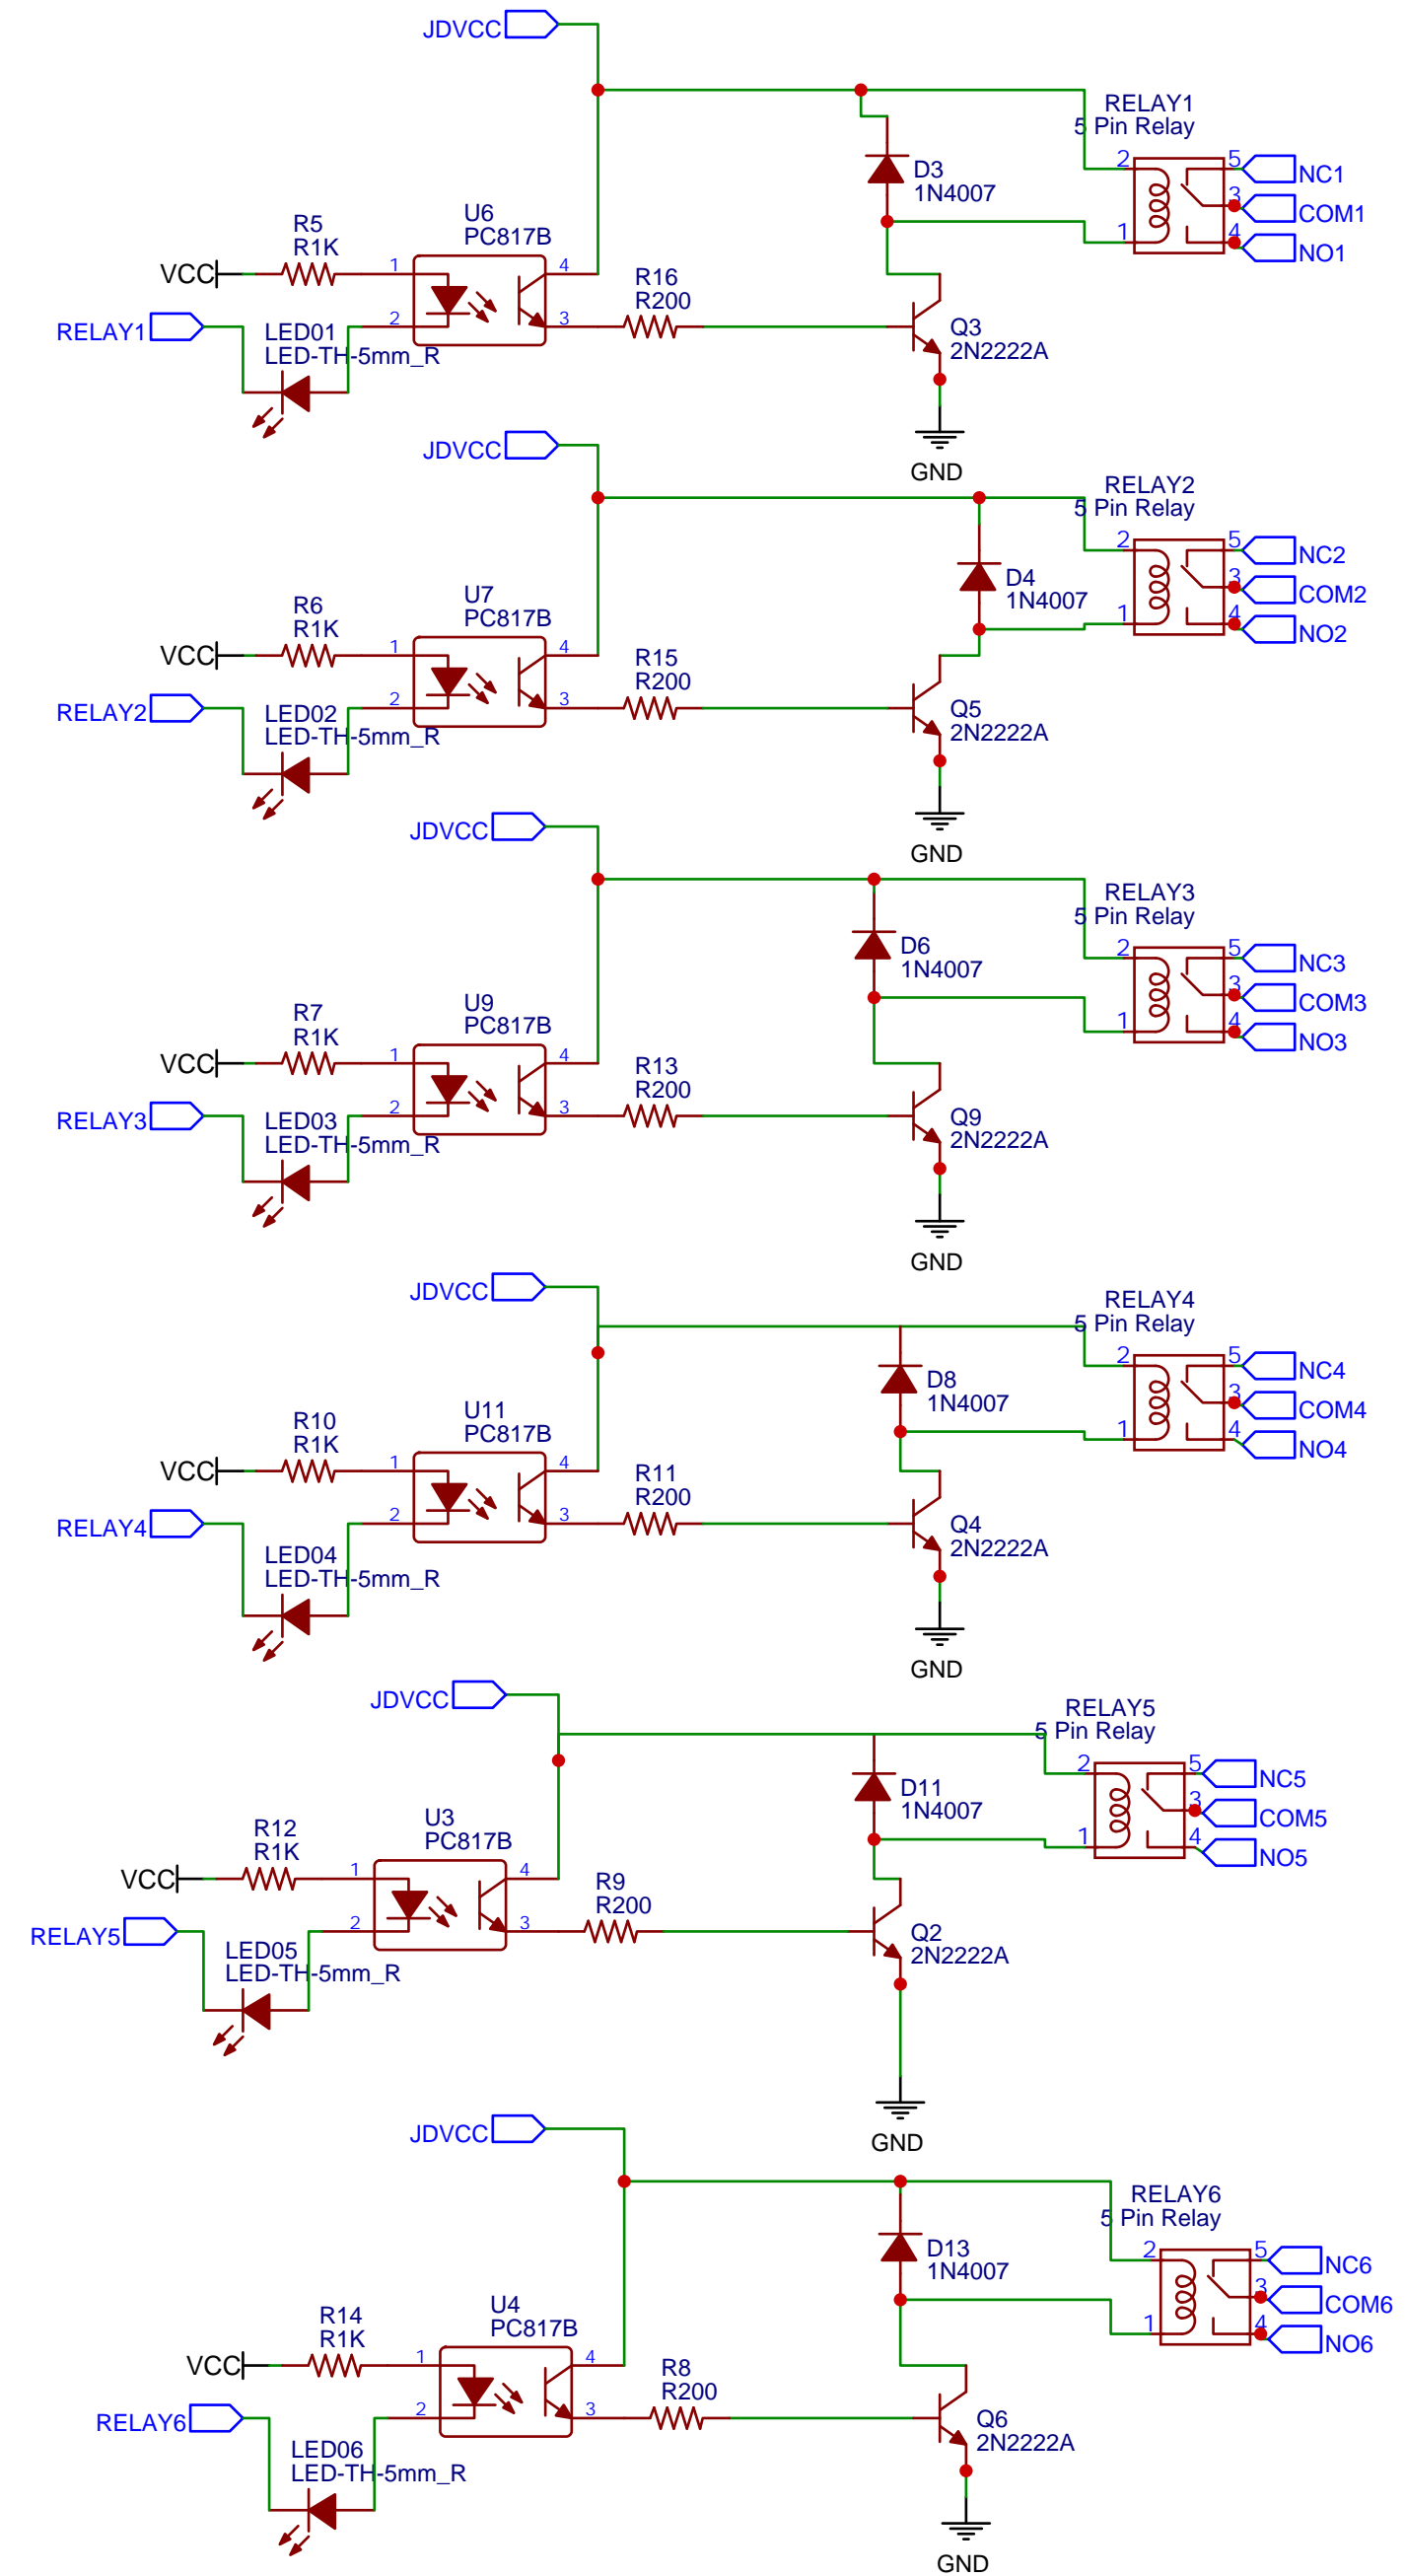 JDVCC
RELAY1
5 Pin Relay
2
5
NC1
D3
1N4007
3
COM1
1
4
NO1
U6
PC817B
R5
R1K
VCC
1
4
R16
R200
RELAY1
2
3
LED01
LED-TH-5mm_R
Q3
2N2222A
GND
JDVCC
RELAY2
5 Pin Relay
2
5
NC2
D4
1N4007
3
COM2
1
4
NO2
U7
PC817B
R6
R1K
VCC
1
4
R15
R200
RELAY2
2
3
LED02
LED-TH-5mm_R
Q5
2N2222A
GND
JDVCC
RELAY3
5 Pin Relay
2
5
NC3
D6
1N4007
3
COM3
1
4
NO3
U9
PC817B
R7
R1K
VCC
1
4
R13
R200
RELAY3
2
3
LED03
LED-TH-5mm_R
Q9
2N2222A
GND
JDVCC
RELAY4
5 Pin Relay
2
5
NC4
D8
1N4007
3
COM4
1
4
NO4
U11
PC817B
R10
R1K
VCC
1
4
R11
R200
RELAY4
2
3
LED04
LED-TH-5mm_R
Q4
2N2222A
GND
JDVCC
RELAY5
5 Pin Relay
2
5
NC5
D11
1N4007
3
COM5
1
4
NO5
U3
PC817B
R12
R1K
VCC
1
4
R9
R200
RELAY5
2
3
LED05
LED-TH-5mm_R
Q2
2N2222A
GND
JDVCC
RELAY6
5 Pin Relay
2
5
NC6
D13
1N4007
3
COM6
1
4
NO6
U4
PC817B
R14
R1K
VCC
1
4
R8
R200
RELAY6
2
3
LED06
LED-TH-5mm_R
Q6
2N2222A
GND